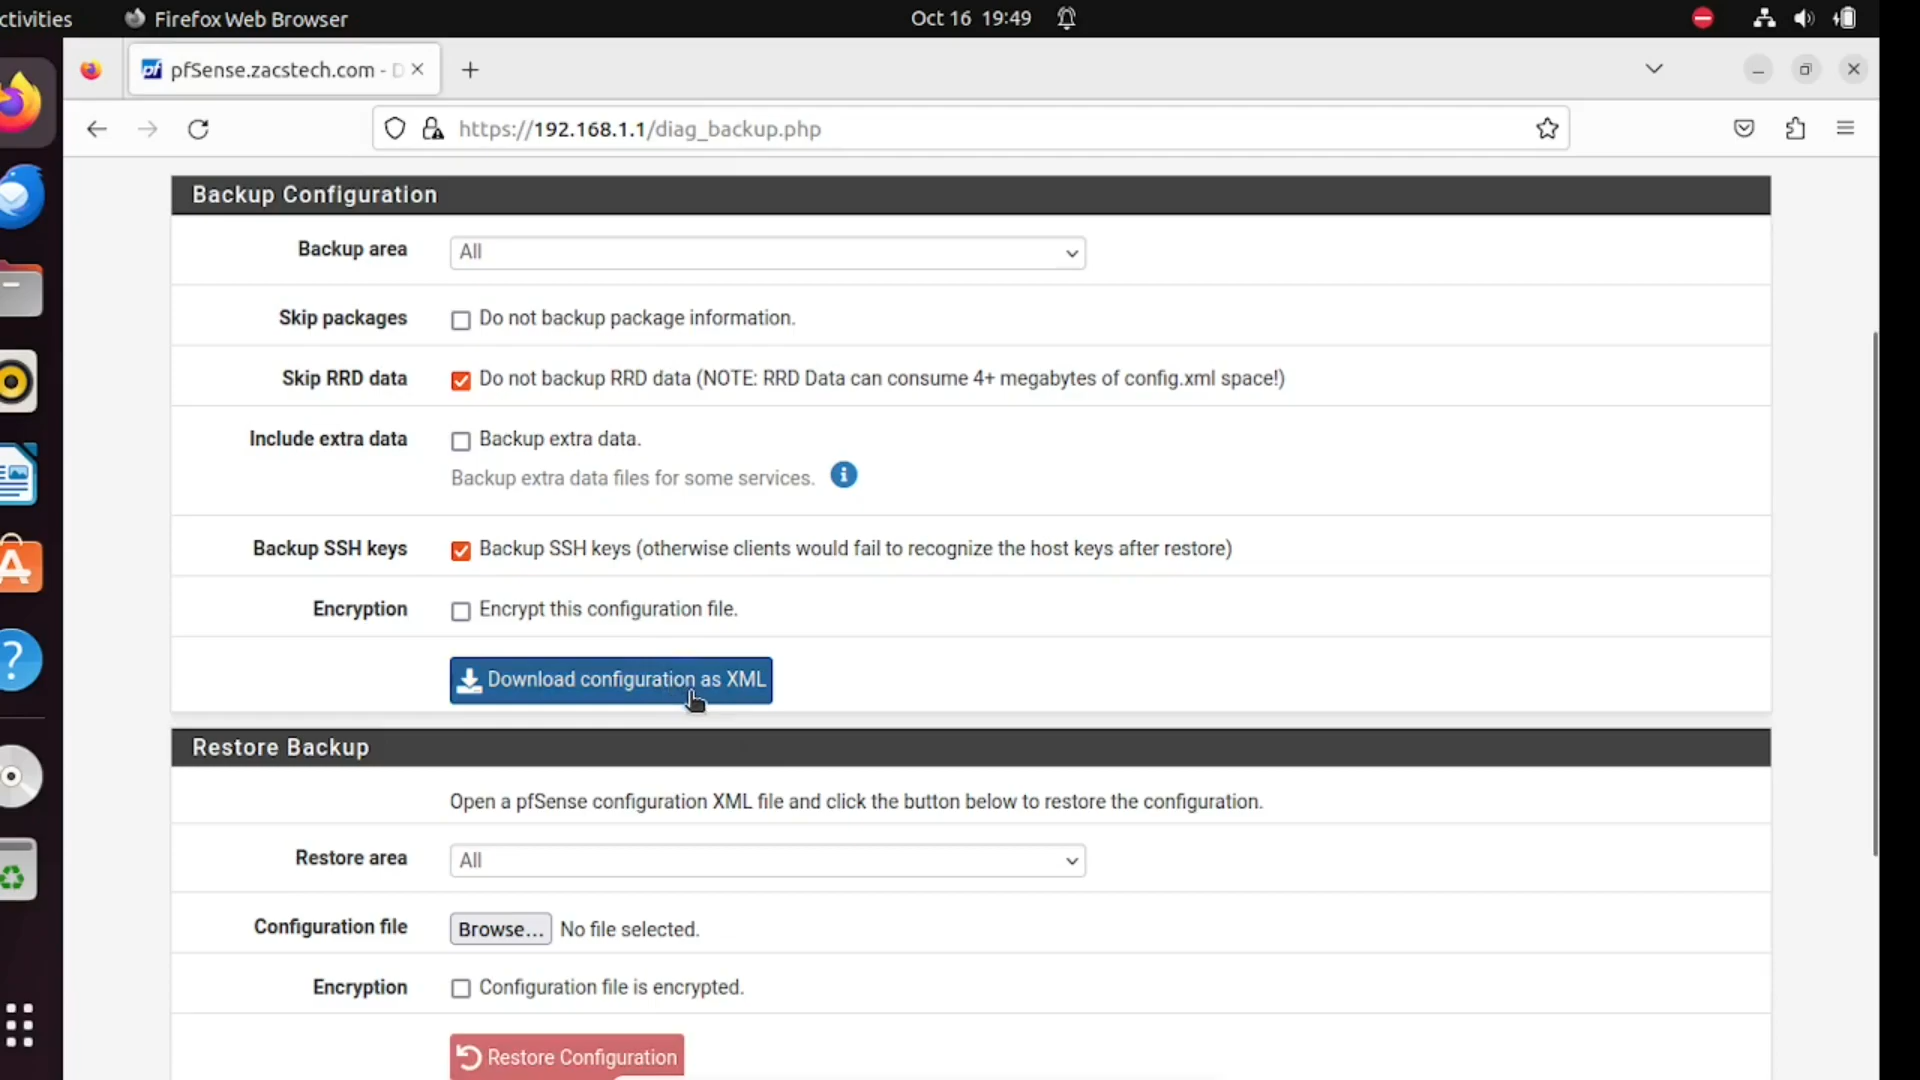 ctivities
Firefox Web Browser
Oct 16 19:49
pfSense.zacstech.com - D
https://192.168.1.1/diag_backup.php
Backup Configuration
Backup area
All
Skip packages
Do not backup package information.
Skip RRD data
Do not backup RRD data (NOTE: RRD Data can consume 4+ megabytes of config.xml space!)
Include extra data
Backup extra data.
Backup extra data files for some services.
Backup SSH keys
Backup SSH keys (otherwise clients would fail to recognize the host keys after restore)
Encryption
Encrypt this configuration file.
Download configuration as XML
Restore Backup
Open a pfSense configuration XML file and click the button below to restore the configuration.
Restore area
All
Configuration file
Browse...
No file selected.
Encryption
Configuration file is encrypted.
Restore Configuration